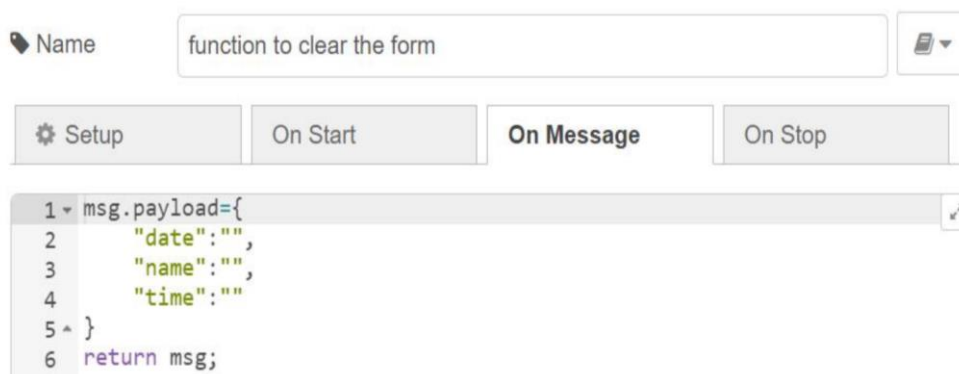 Name function to clear the form
Setup On Start On Message On Stop
1 msg.payload={
2 "date":"",
3 "name":"",
4 "time":""
5 }
6 return msg;